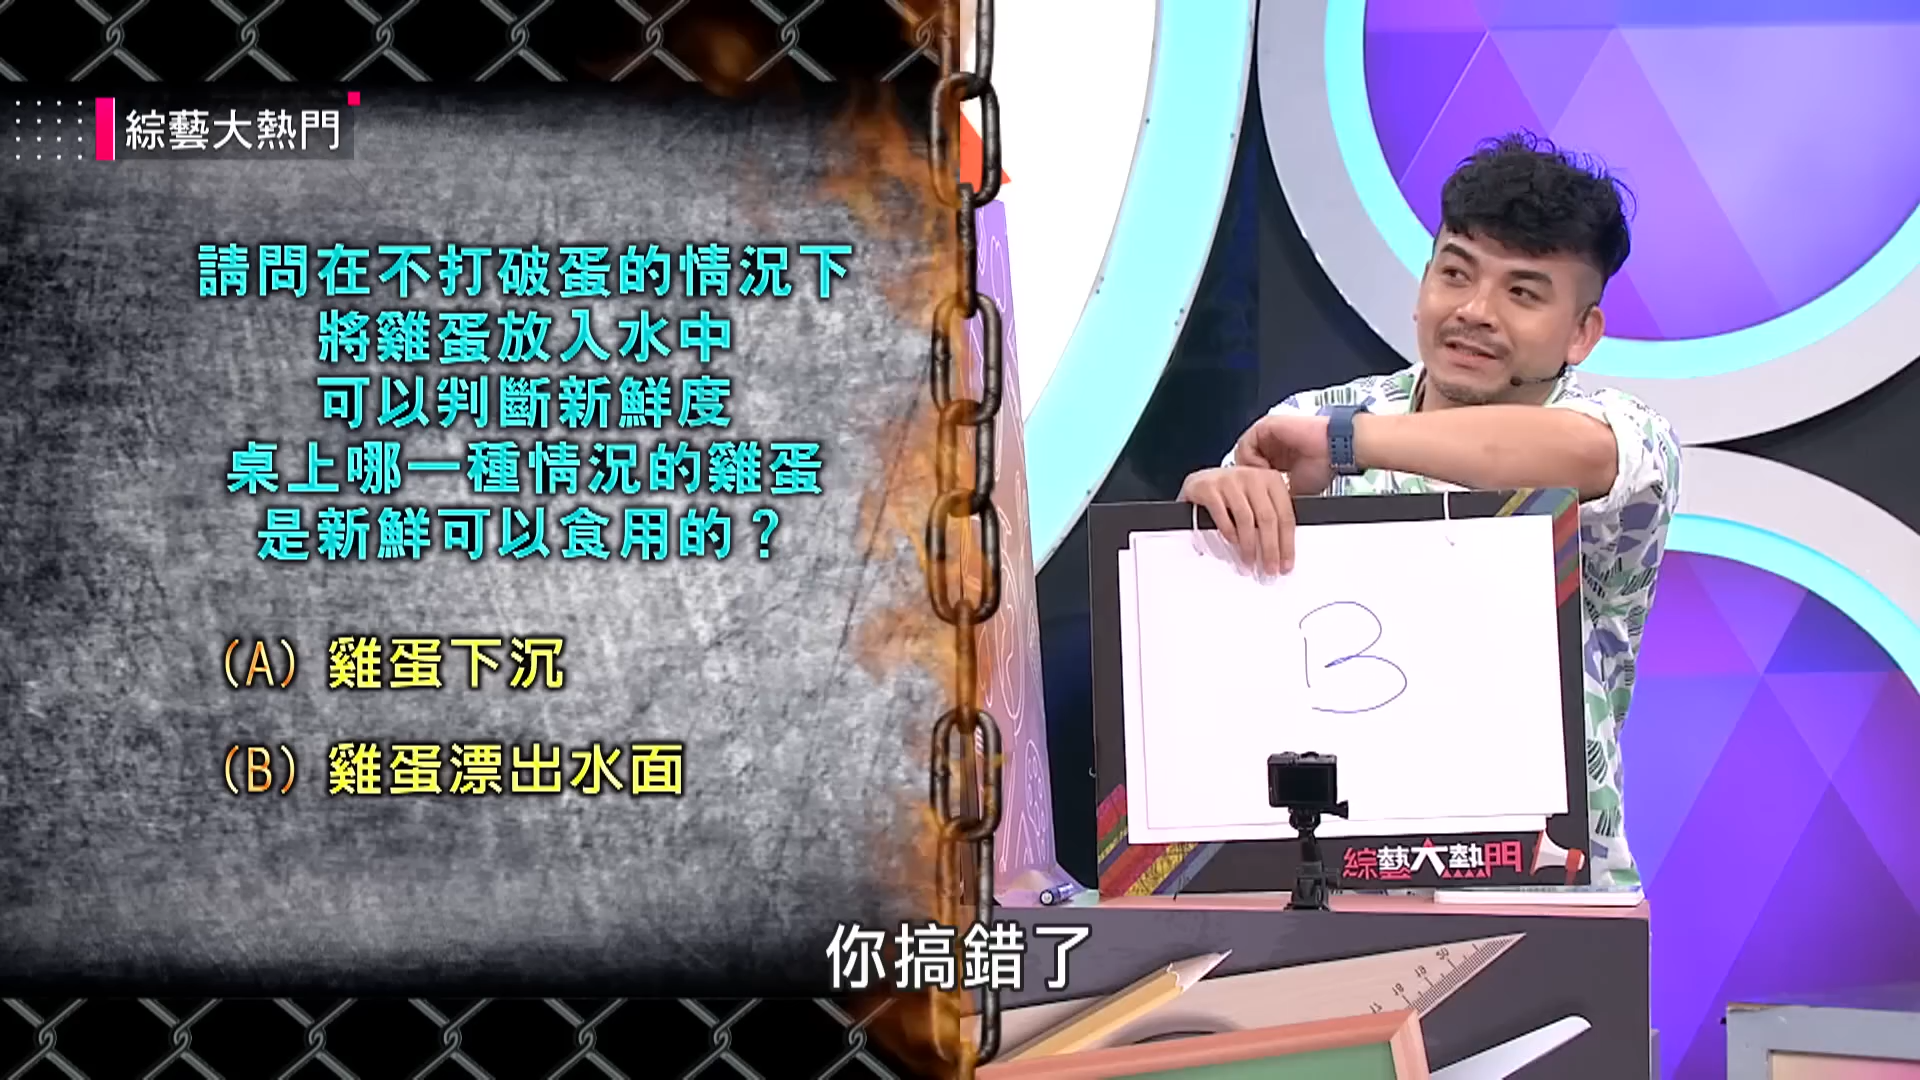 綜藝大熱門
請問在不打破蛋的情況下
將雞蛋放入水中
可以判斷新鮮度
桌上哪一種情況的雞蛋
是新鮮可以食用的？
(A) 雞蛋下沉
(B) 雞蛋漂出水面
B
綜藝大熱門
你搞錯了